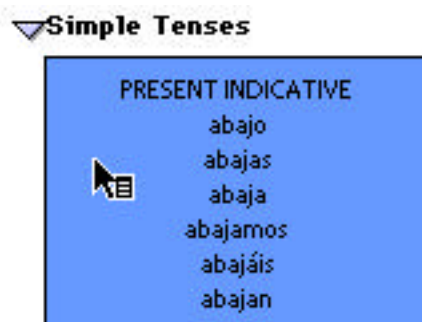 Simple Tenses
PRESENT INDICATIVE
abajo
abajas
abaja
abajamos
abajáis
abajan